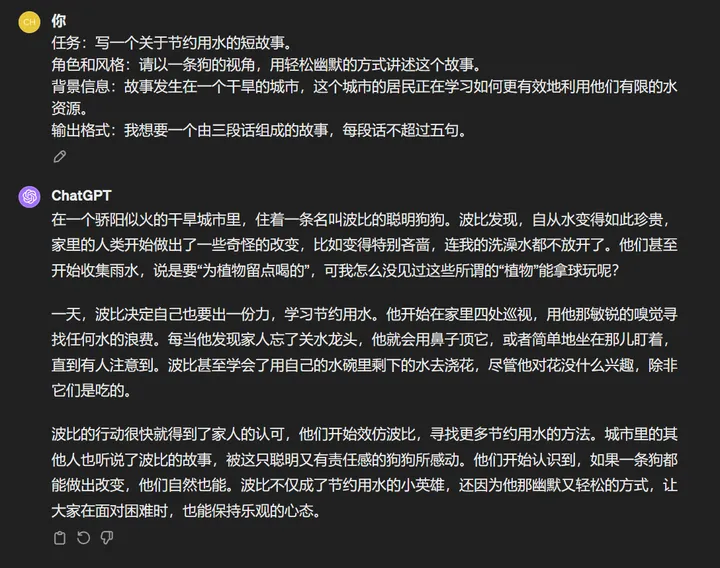 CH
你
任务：写一个关于节约用水的短故事。
角色和风格：请以一条狗的视角，用轻松幽默的方式讲述这个故事。
背景信息：故事发生在一个干旱的城市，这个城市的居民正在学习如何更有效地利用他们有限的水
资源。
输出格式：我想要一个由三段话组成的故事，每段话不超过五句。
ChatGPT
在一个骄阳似火的干旱城市里，住着一条名叫波比的聪明狗狗。波比发现，自从水变得如此珍贵，
家里的人类开始做出了一些奇怪的改变，比如变得特别吝啬，连我的洗澡水都不放开了。他们甚至
开始收集雨水，说是要“为植物留点喝的”，可我怎么没见过这些所谓的“植物”能拿球玩呢？
一天，波比决定自己也要出一份力，学习节约用水。他开始在家里四处巡视，用他那敏锐的嗅觉寻
找任何水的浪费。每当他发现家人忘了关水龙头，他就会用鼻子顶它，或者简单地坐在那儿盯着，
直到有人注意到。波比甚至学会了用自己的水碗里剩下的水去浇花，尽管他对花没什么兴趣，除非
它们是吃的。
波比的行动很快就得到了家人的认可，他们开始效仿波比，寻找更多节约用水的方法。城市里的其
他人也听说了波比的故事，被这只聪明又有责任感的狗狗所感动。他们开始认识到，如果一条狗都
能做出改变，他们自然也能。波比不仅成了节约用水的小英雄，还因为他那幽默又轻松的方式，让
大家在面对困难时，也能保持乐观的心态。